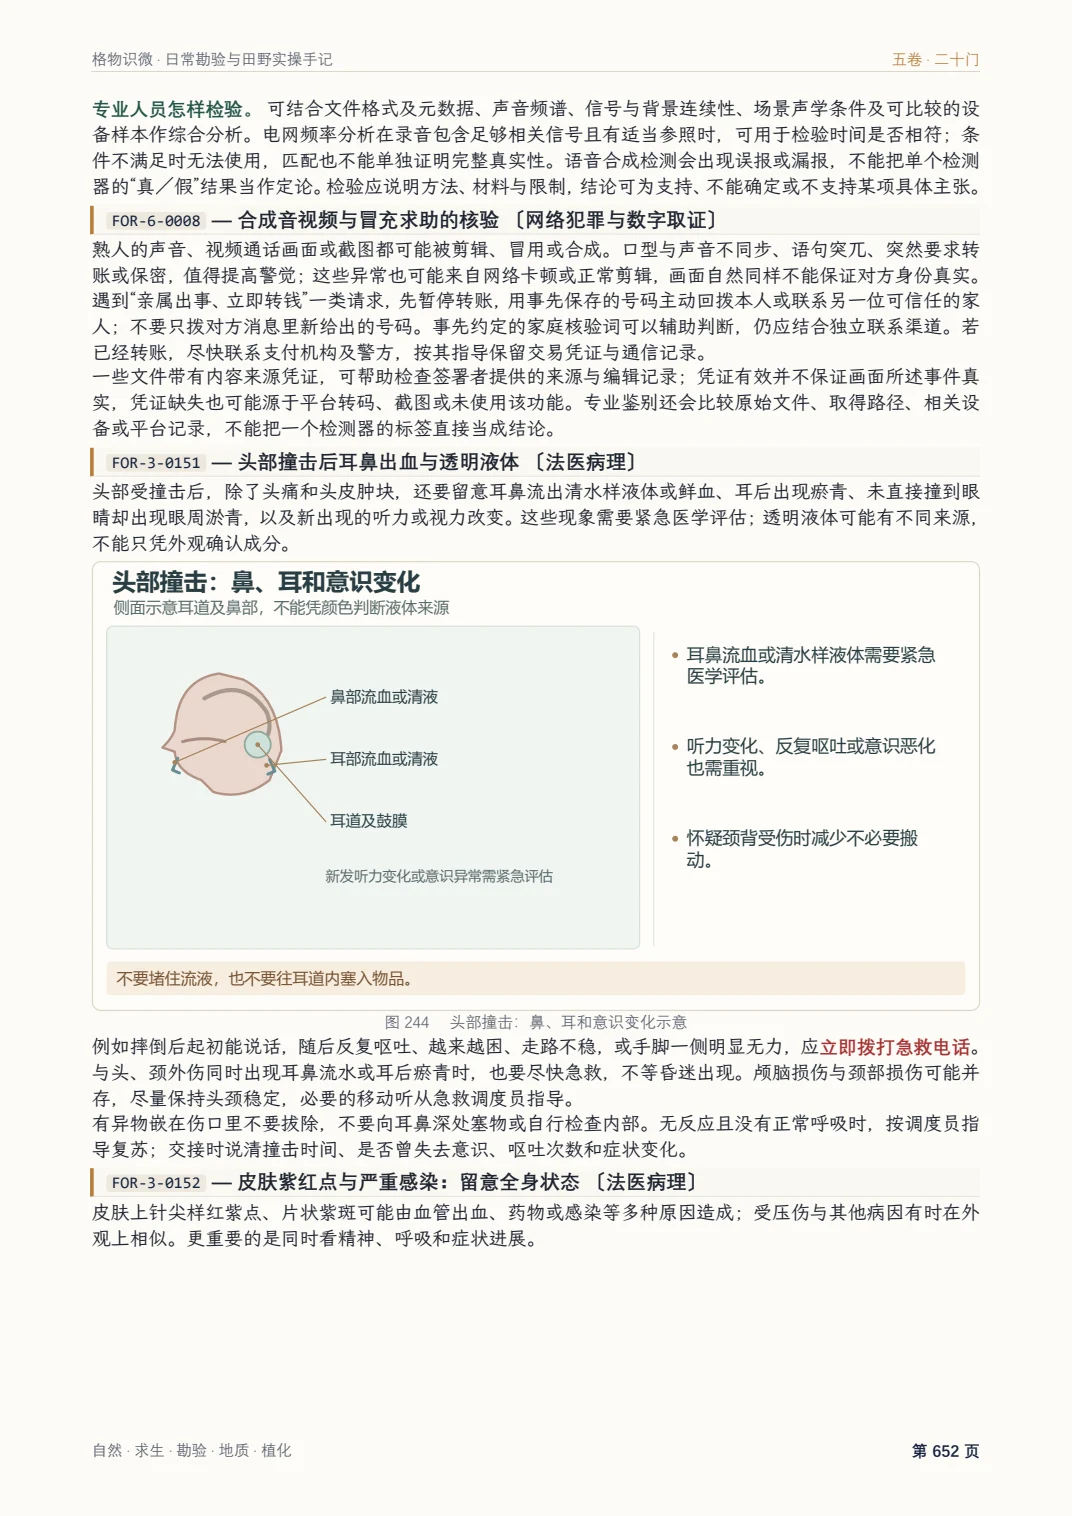 格物识微 · 日常勘验与田野实操手记
五卷 · 二十门
专业人员怎样检验。 可结合文件格式及元数据、声音频谱、信号与背景连续性、场景声学条件及可比较的设
备样本作综合分析。电网频率分析在录音包含足够相关信号且有适当参照时，可用于检验时间是否相符；条
件不满足时无法使用，匹配也不能单独证明完整真实性。语音合成检测会出现误报或漏报，不能把单个检测
器的“真／假”结果当作定论。检验应说明方法、材料与限制，结论可为支持、不能确定或不支持某项具体主张。
FOR-6-0008 — 合成音视频与冒充求助的核验 〔网络犯罪与数字取证〕
熟人的声音、视频通话画面或截图都可能被剪辑、冒用或合成。口型与声音不同步、语句突兀、突然要求转
账或保密，值得提高警觉；这些异常也可能来自网络卡顿或正常剪辑，画面自然同样不能保证对方身份真实。
遇到“亲属出事、立即转钱”一类请求，先暂停转账，用事先保存的号码主动回拨本人或联系另一位可信任的家
人；不要只拨对方消息里新给出的号码。事先约定的家庭核验词可以辅助判断，仍应结合独立联系渠道。若
已经转账，尽快联系支付机构及警方，按其指导保留交易凭证与通信记录。
一些文件带有内容来源凭证，可帮助检查签署者提供的来源与编辑记录；凭证有效并不保证画面所述事件真
实，凭证缺失也可能源于平台转码、截图或未使用该功能。专业鉴别还会比较原始文件、取得路径、相关设
备或平台记录，不能把一个检测器的标签直接当成结论。
FOR-3-0151 — 头部撞击后耳鼻出血与透明液体 〔法医病理〕
头部受撞击后，除了头痛和头皮肿块，还要留意耳鼻流出清水样液体或鲜血、耳后出现瘀青、未直接撞到眼
睛却出现眼周淤青，以及新出现的听力或视力改变。这些现象需要紧急医学评估；透明液体可能有不同来源，
不能只凭外观确认成分。
头部撞击：鼻、耳和意识变化
侧面示意耳道及鼻部，不能凭颜色判断液体来源
鼻部流血或清液
耳部流血或清液
耳道及鼓膜
新发听力变化或意识异常需紧急评估
• 耳鼻流血或清水样液体需要紧急
医学评估。
• 听力变化、反复呕吐或意识恶化
也需重视。
• 怀疑颈背受伤时减少不必要搬
动。
不要堵住流液，也不要往耳道内塞入物品。
图 244 头部撞击：鼻、耳和意识变化示意
例如摔倒后起初能说话，随后反复呕吐、越来越困、走路不稳，或手脚一侧明显无力，应立即拨打急救电话。
与头、颈外伤同时出现耳鼻流水或耳后瘀青时，也要尽快急救，不等昏迷出现。颅脑损伤与颈部损伤可能并
存，尽量保持头颈稳定，必要的移动听从急救调度员指导。
有异物嵌在伤口里不要拔除，不要向耳鼻深处塞物或自行检查内部。无反应且没有正常呼吸时，按调度员指
导复苏；交接时说清撞击时间、是否曾失去意识、呕吐次数和症状变化。
FOR-3-0152 — 皮肤紫红点与严重感染：留意全身状态 〔法医病理〕
皮肤上针尖样红紫点、片状紫斑可能由血管出血、药物或感染等多种原因造成；受压伤与其他病因有时在外
观上相似。更重要的是同时看精神、呼吸和症状进展。
自然 · 求生 · 勘验 · 地质 · 植化
第 652 页